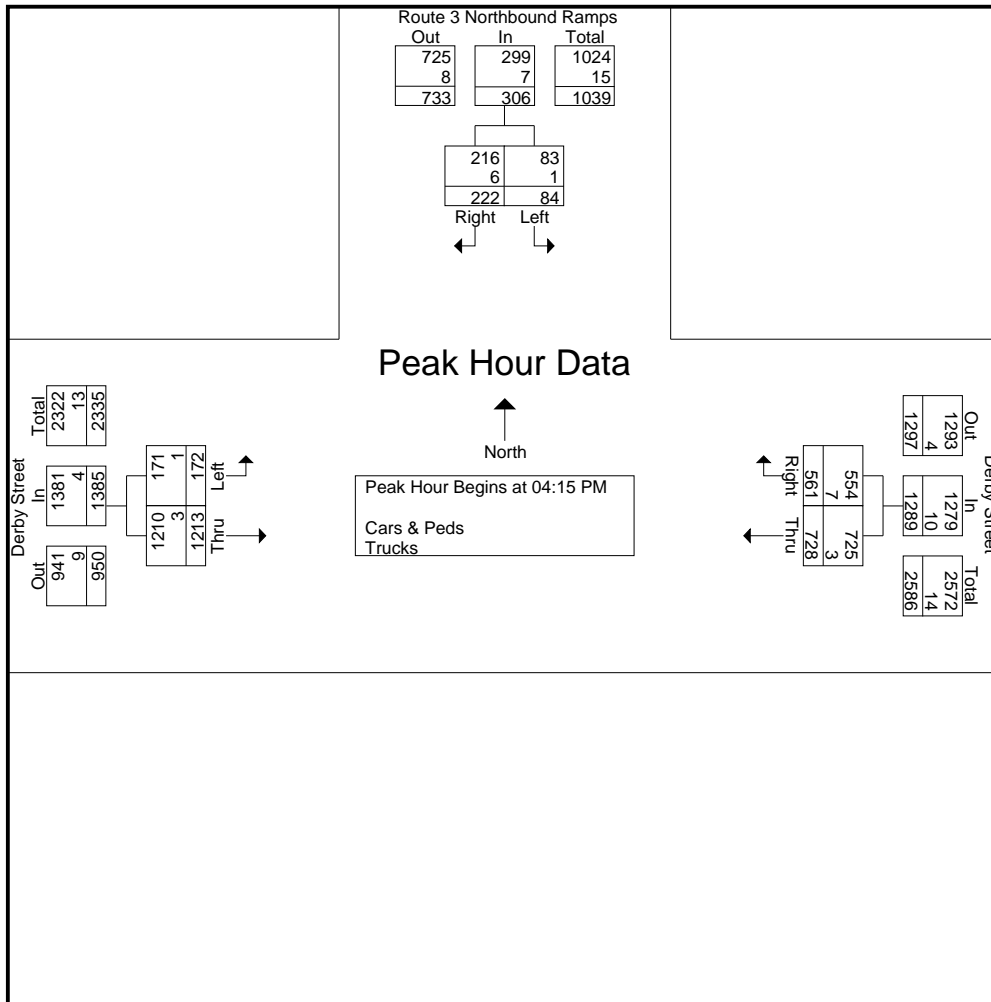 Route 3 Northbound Ramps
Out In Total
725 299 1024
8 7 15
733 306 1039
216 83
6 1
222 84
Right Left
Peak Hour Data
North
Peak Hour Begins at 04:15 PM
Cars & Peds
Trucks
Derby Street
Out In Total
941 1381 2322
9 4 13
950 1385 2335
1210 171
3 1
1213 172
Thru Left
Derby Street
Out In Total
1293 1279 2572
4 10 14
1297 1289 2586
554 725
7 3
561 728
Right Thru